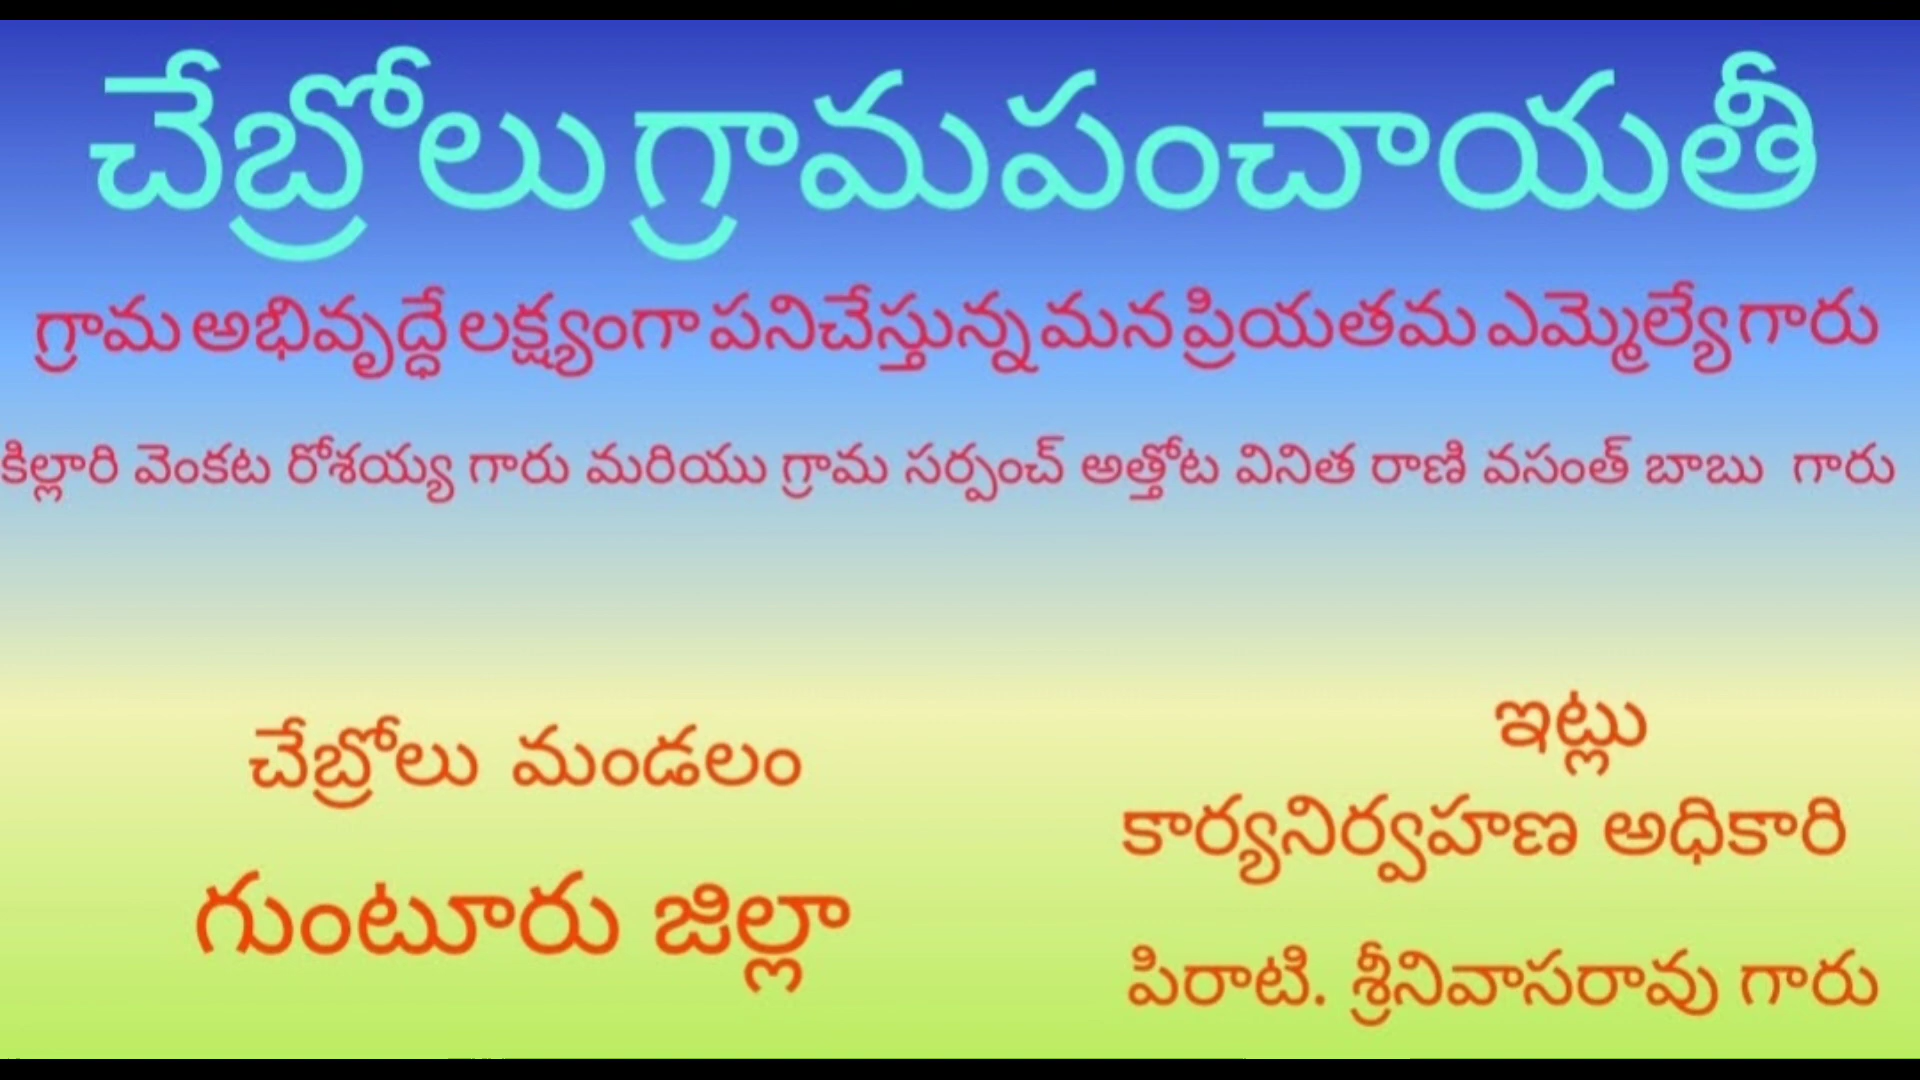 చేబ్రోలు గ్రామపంచాయతీ
గ్రామ అభివృద్ధే లక్ష్యంగా పనిచేస్తున్న మన ప్రియతమ ఎమ్మెల్యే గారు
కిల్లారి వెంకట రోశయ్య గారు మరియు గ్రామ సర్పంచ్ అత్తోట వినిత రాణి వసంత్ బాబు గారు
చేబ్రోలు మండలం
గుంటూరు జిల్లా
ఇట్లు
కార్యనిర్వహణ అధికారి
పిరాటి. శ్రీనివాసరావు గారు